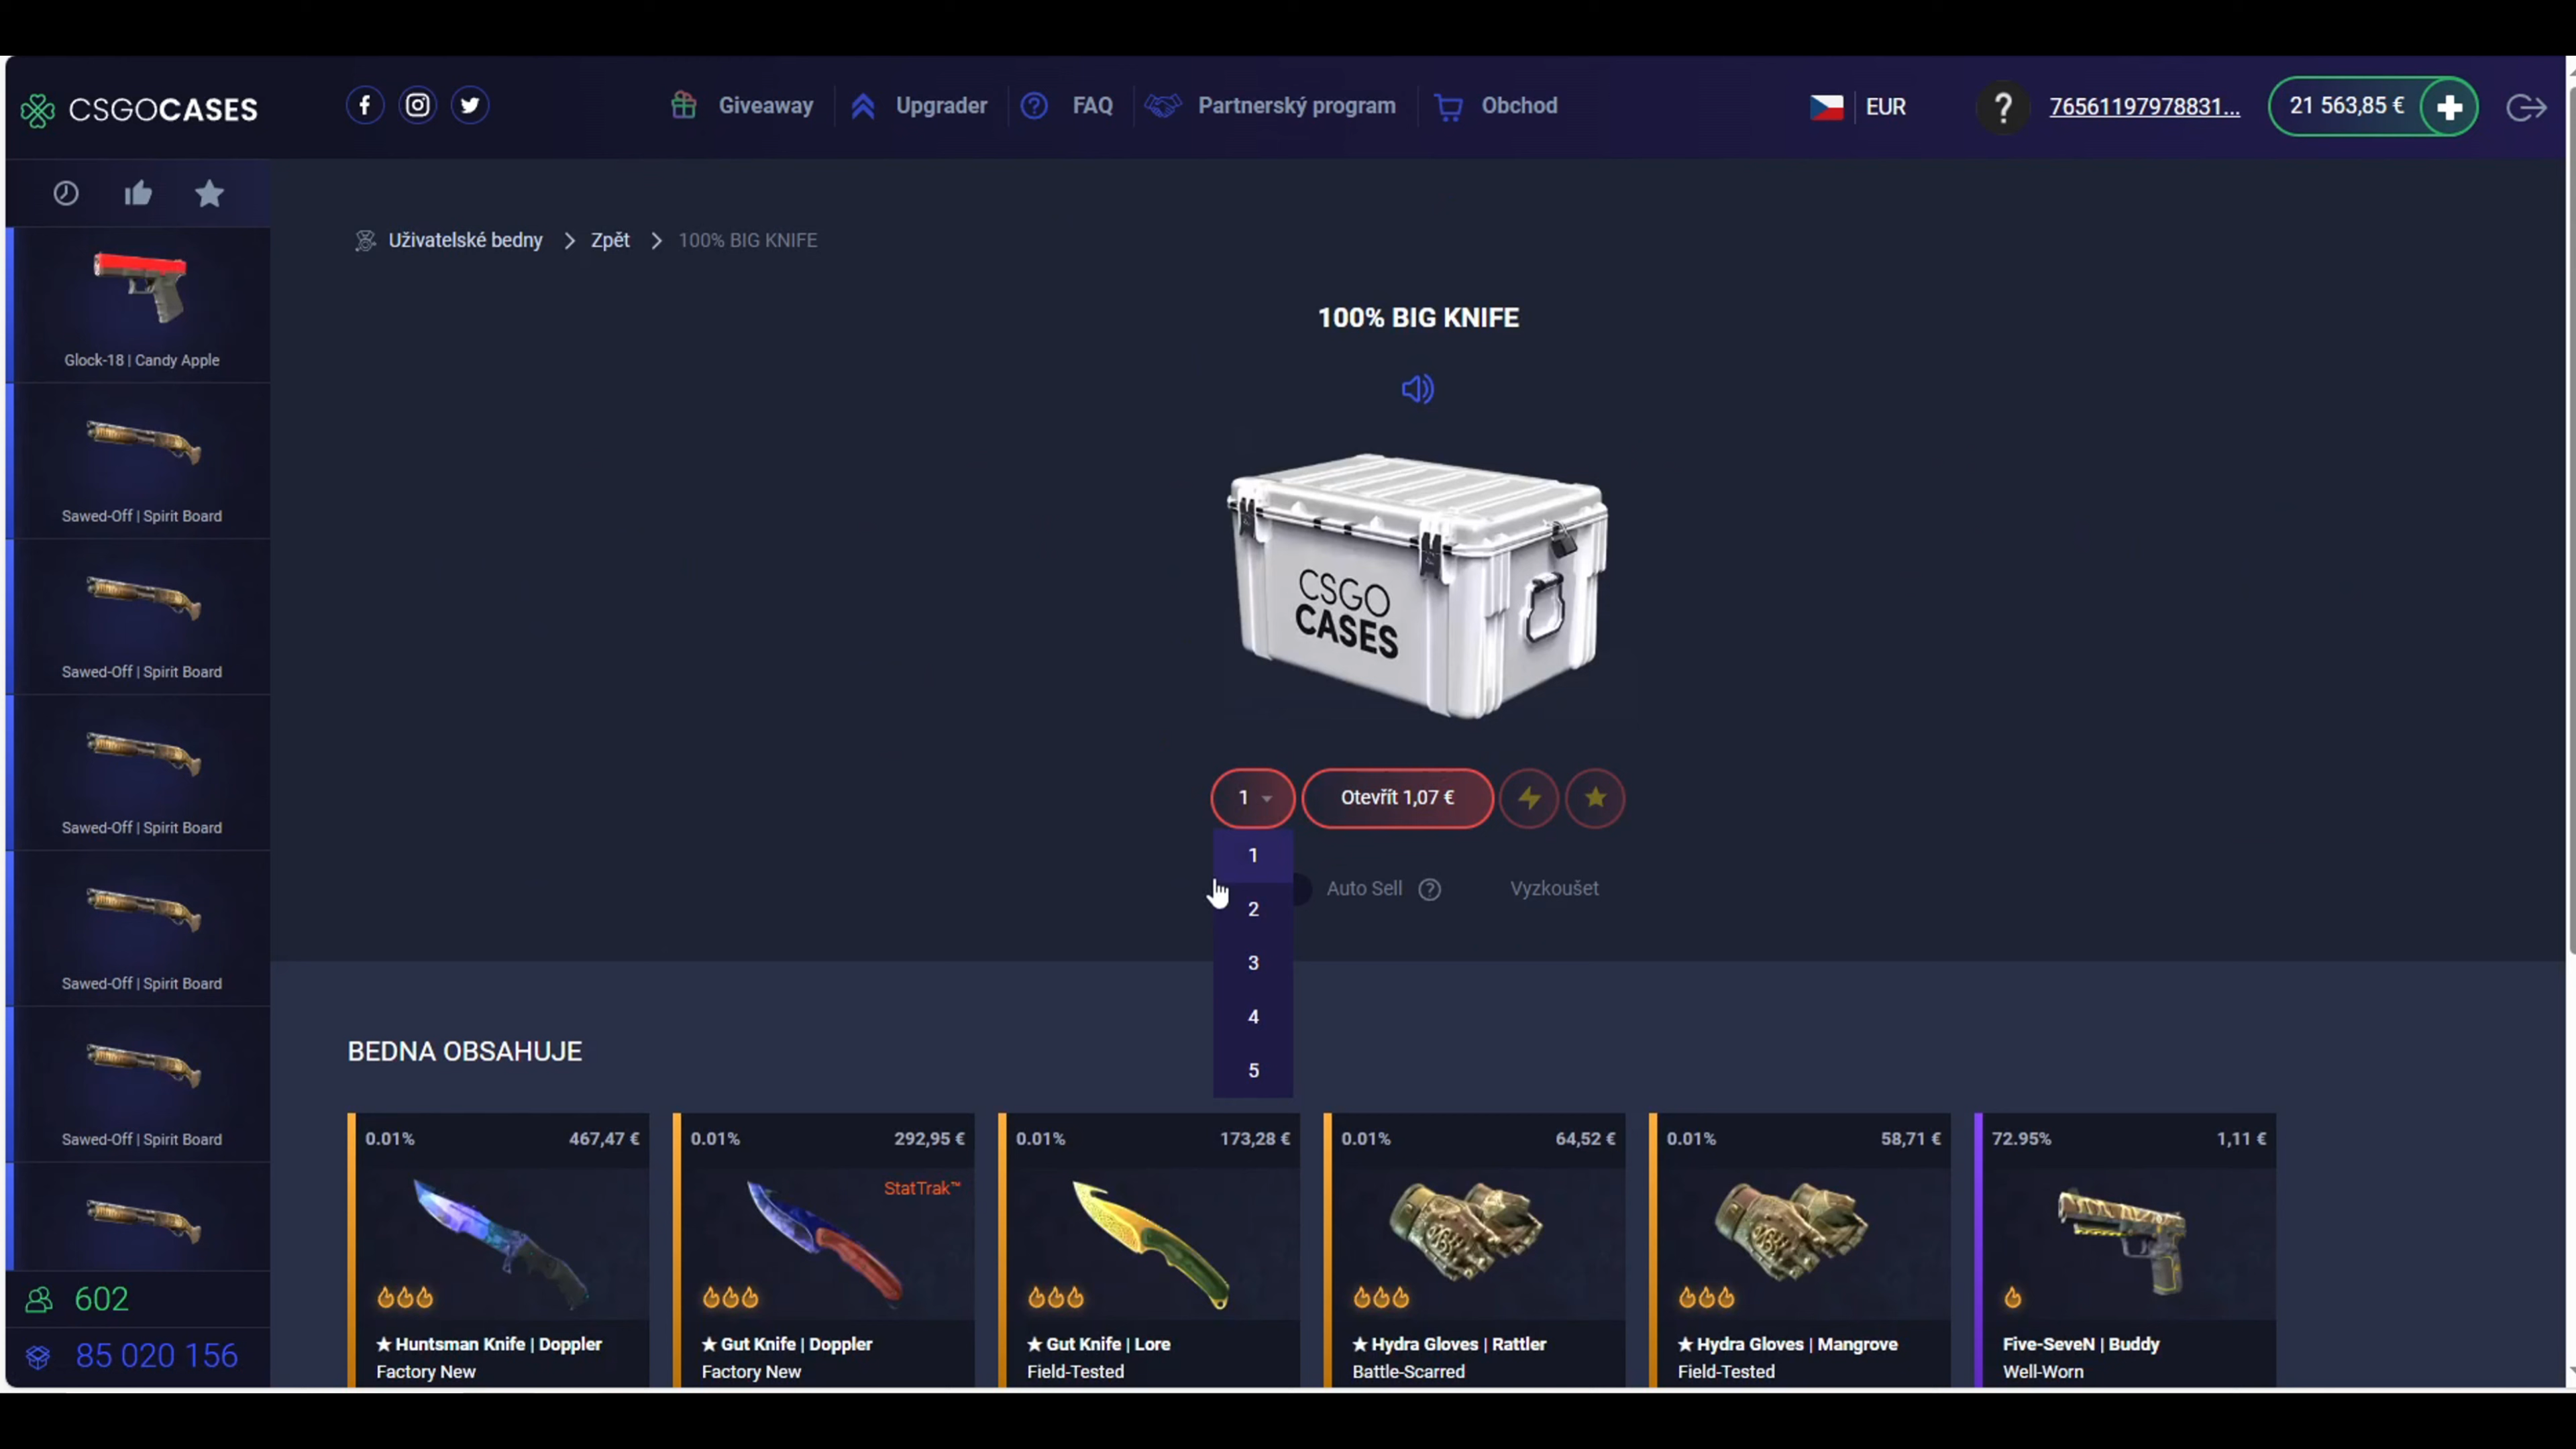 CSGOCASES
Giveaway
Upgrader
FAQ
Partnerský program
Obchod
EUR
?
76561197978831...
21 563,85 €
Uživatelské bedny > Zpět > 100% BIG KNIFE
100% BIG KNIFE
CSGO
CASES
1
Otevřít 1,07 €
1
2
3
4
5
Auto Sell ?
Vyzkoušet
Glock-18 | Candy Apple
Sawed-Off | Spirit Board
Sawed-Off | Spirit Board
Sawed-Off | Spirit Board
Sawed-Off | Spirit Board
Sawed-Off | Spirit Board
602
85 020 156
BEDNA OBSAHUJE
0.01% 467,47 €
★ Huntsman Knife | Doppler
Factory New
0.01% 292,95 €
StatTrak™
★ Gut Knife | Doppler
Factory New
0.01% 173,28 €
★ Gut Knife | Lore
Field-Tested
0.01% 64,52 €
★ Hydra Gloves | Rattler
Battle-Scarred
0.01% 58,71 €
★ Hydra Gloves | Mangrove
Field-Tested
72.95% 1,11 €
Five-SeveN | Buddy
Well-Worn